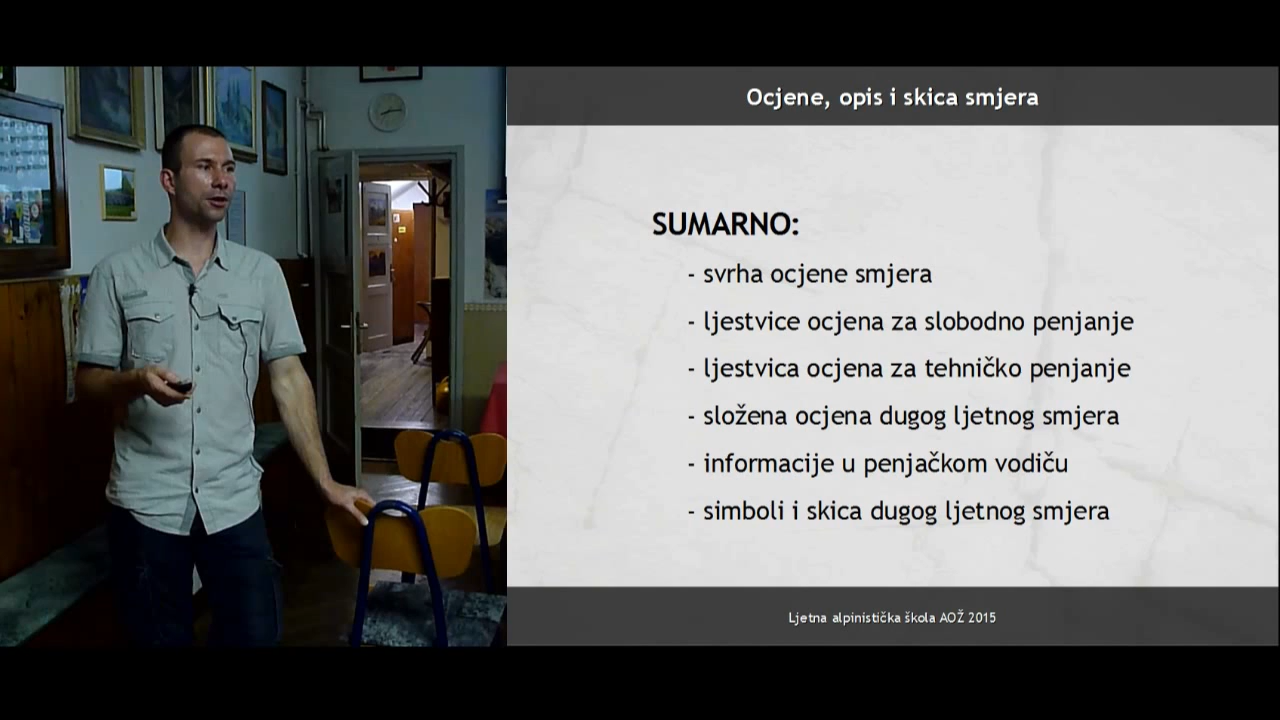 Ocjene, opis i skica smjera
SUMARNO:
- svrha ocjene smjera
- ljestvice ocjena za slobodno penjanje
- ljestvica ocjena za tehničko penjanje
- složena ocjena dugog ljetnog smjera
- informacije u penjačkom vodiču
- simboli i skica dugog ljetnog smjera
Ljetna alpinistička škola AOŽ 2015